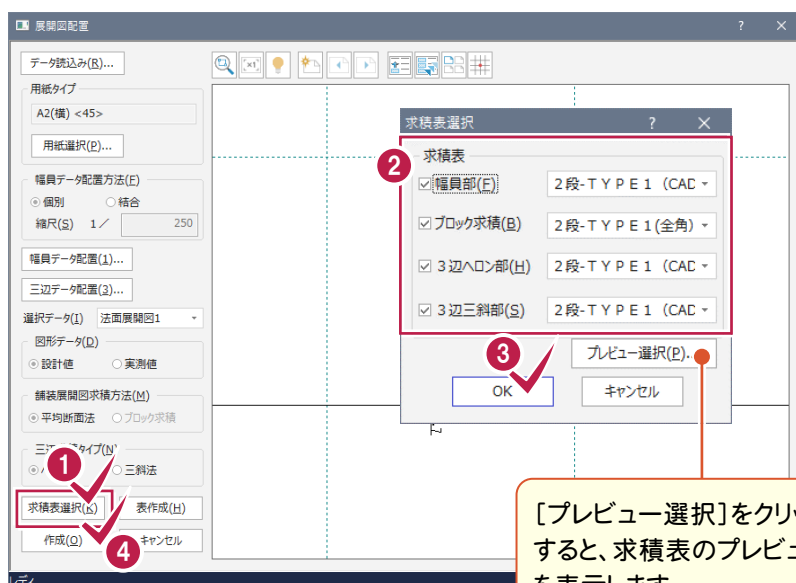 展開図配置
データ読込み(R)...
用紙タイプ
A2(横) <45>
用紙選択(P)...
幅員データ配置方法(F)
個別 結合
縮尺(S) 1／ 250
幅員データ配置(1)...
三辺データ配置(3)...
選択データ(I) 法面展開図1
図形データ(D)
設計値 実測値
舗装展開図求積方法(M)
平均断面法 ブロック求積
タイプ(N)
三斜法
求積表選択(K) 表作成(H)
作成(O) キャンセル
求積表選択
求積表
幅員部(F) 2段-TYPE1 (CAD
ブロック求積(B) 2段-TYPE1(全角)
3辺ヘロン部(H) 2段-TYPE1 (CAD
3辺三斜部(S) 2段-TYPE1 (CAD
プレビュー選択(P)...
OK キャンセル
1
2
3
4
[プレビュー選択]をクリッ
すると、求積表のプレビュ
を表示します